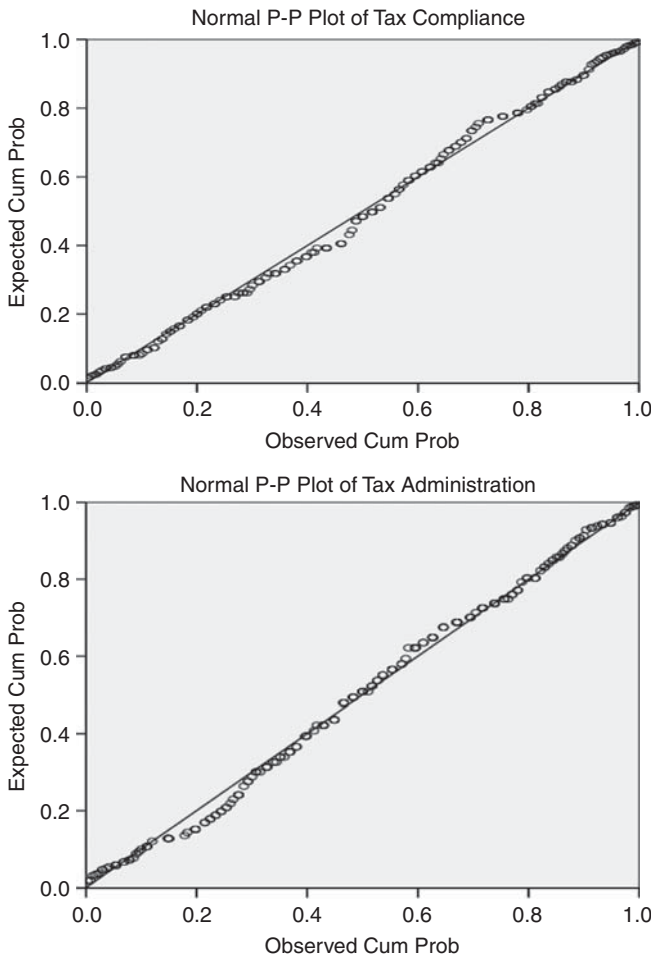 Normal P-P Plot of Tax Compliance
1.0
0.8
0.6
0.4
0.2
0.0
Expected Cum Prob
0.0 0.2 0.4 0.6 0.8 1.0
Observed Cum Prob
Normal P-P Plot of Tax Administration
1.0
0.8
0.6
0.4
0.2
0.0
Expected Cum Prob
0.0 0.2 0.4 0.6 0.8 1.0
Observed Cum Prob